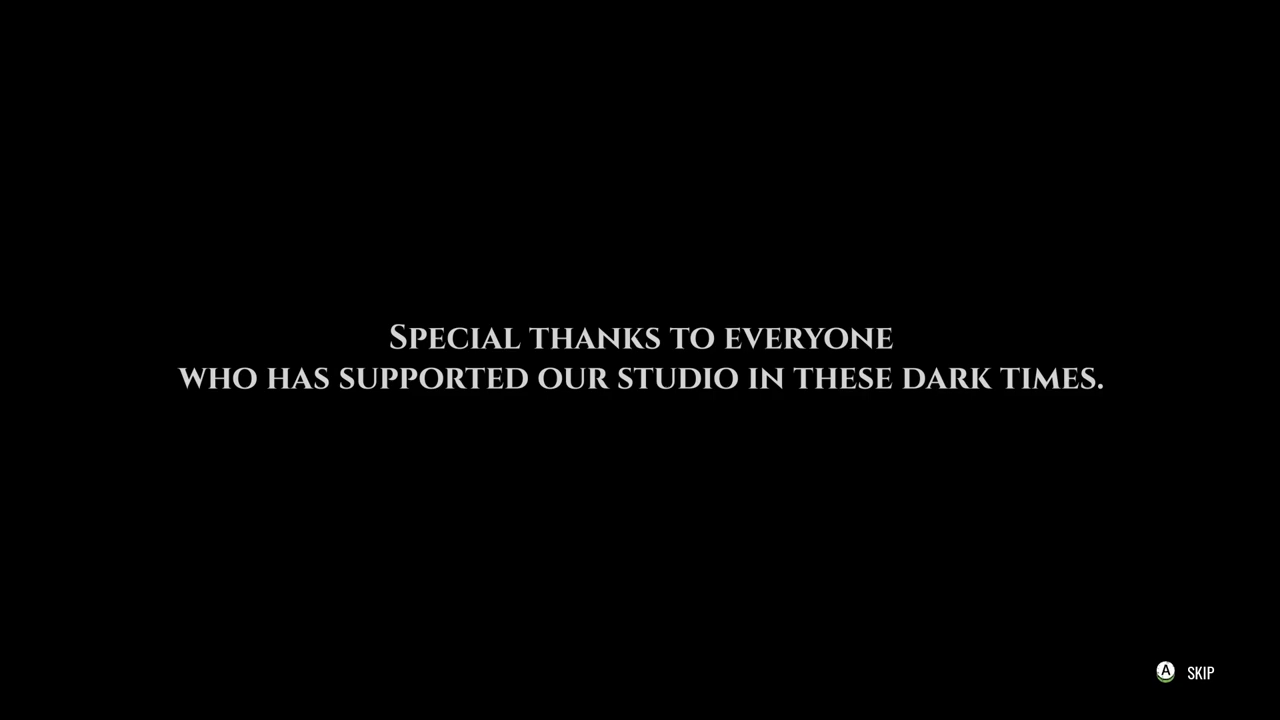 Special thanks to everyone
who has supported our studio in these dark times.
A SKIP